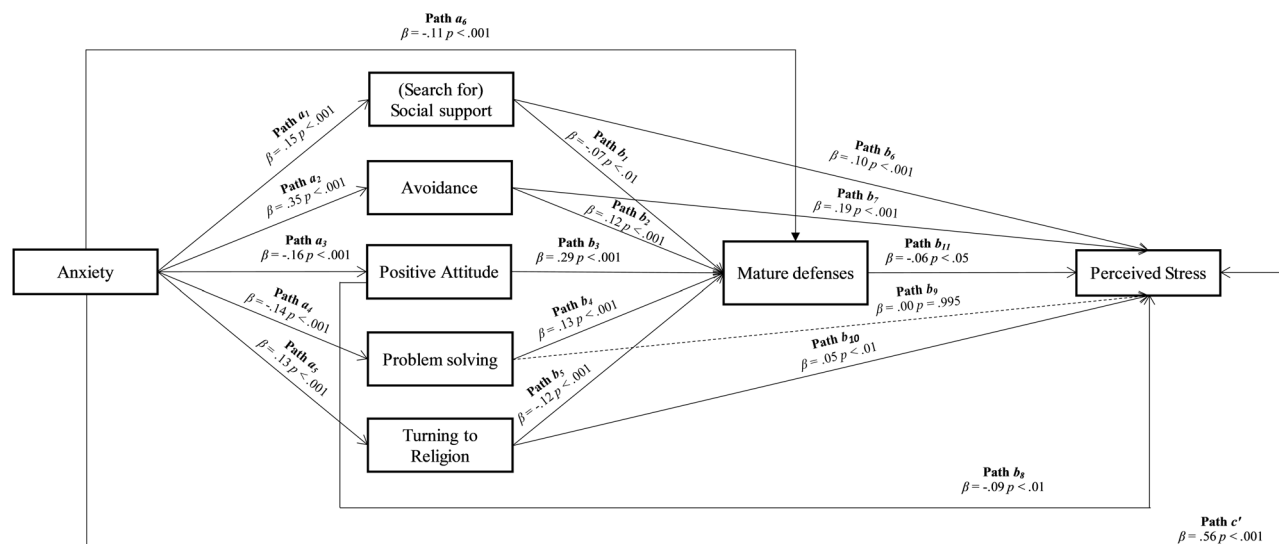 Path a6
β = -.11 p < .001
(Search for)
Social support
Path a1
β = .15 p < .001
Path b1
β = -.07 p < .01
Path b6
β = .10 p < .001
Avoidance
Path a2
β = .35 p < .001
Path b2
β = .12 p < .001
Path b7
β = .19 p < .001
Anxiety
Path a3
β = -.16 p < .001
Positive Attitude
Path b3
β = .29 p < .001
Mature defenses
Path b11
β = -.06 p < .05
Perceived Stress
Path a4
β = -.14 p < .001
Problem solving
Path b4
β = .13 p < .001
Path b9
β = .00 p = .995
Path a5
β = .13 p < .001
Turning to
Religion
Path b5
β = -.12 p < .001
Path b10
β = .05 p < .01
Path b8
β = -.09 p < .01
Path c'
β = .56 p < .001